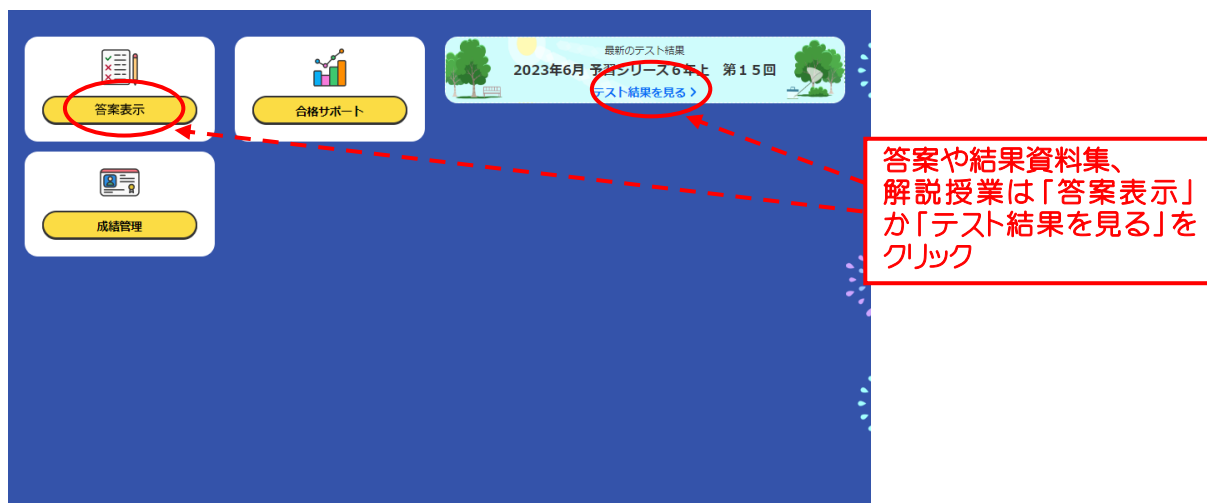 答案表示
合格サポート
成績管理
最新のテスト結果
2023年6月 予習シリーズ6年上 第15回
テスト結果を見る >
答案や結果資料集、
解説授業は「答案表示」
か「テスト結果を見る」を
クリック